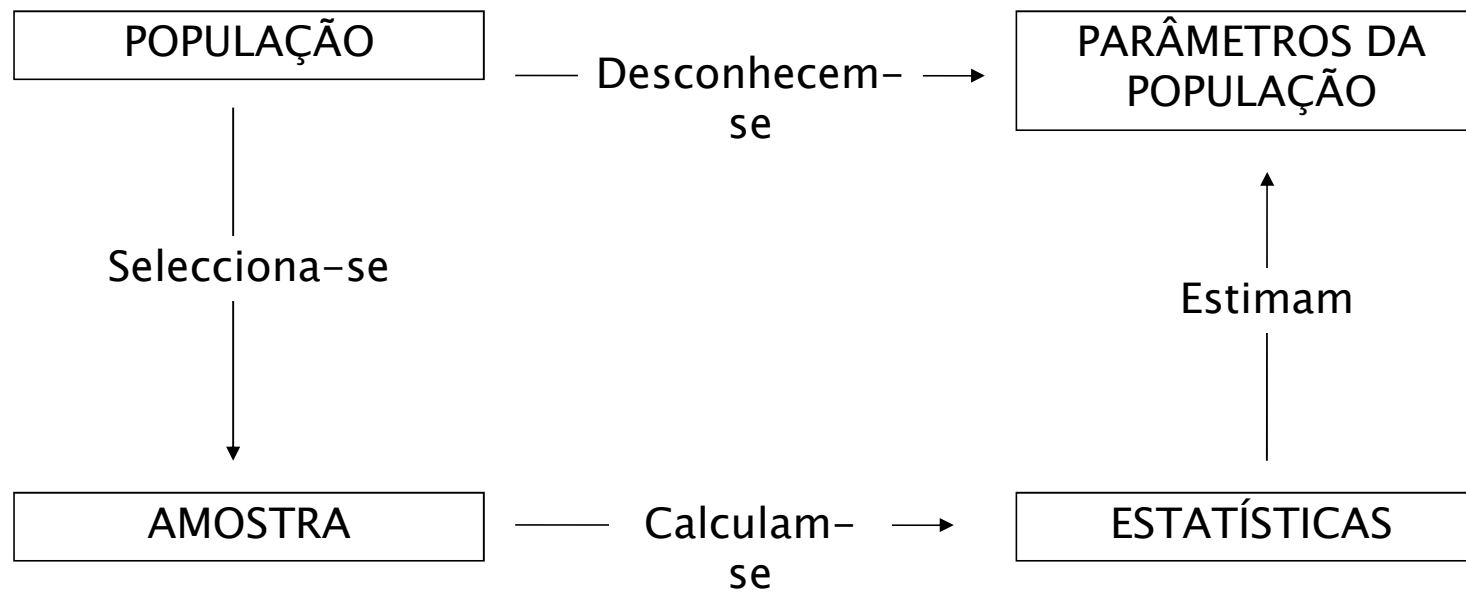 POPULAÇÃO
Desconhecem-
se
PARÂMETROS DA
POPULAÇÃO
Selecciona-se
Estimam
AMOSTRA
Calculam-
se
ESTATÍSTICAS